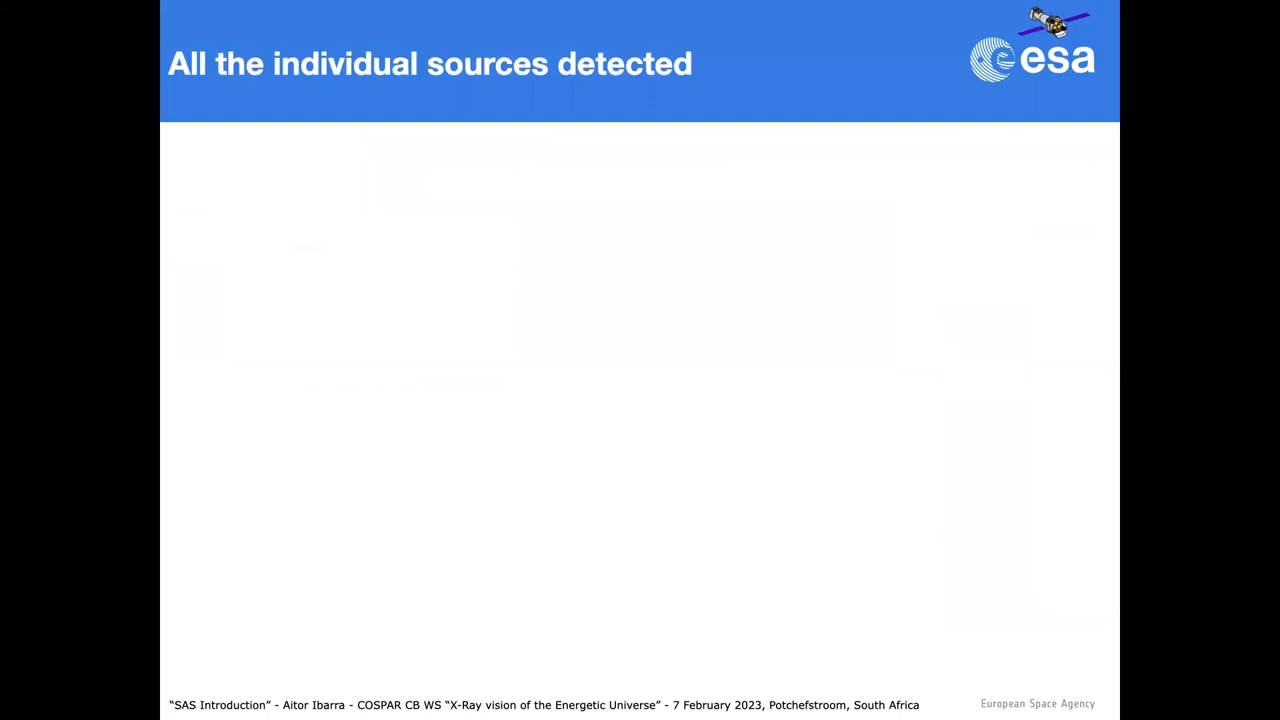 All the individual sources detected
esa
“SAS Introduction” - Aitor Ibarra - COSPAR CB WS “X-Ray vision of the Energetic Universe” - 7 February 2023, Potchefstroom, South Africa
European Space Agency